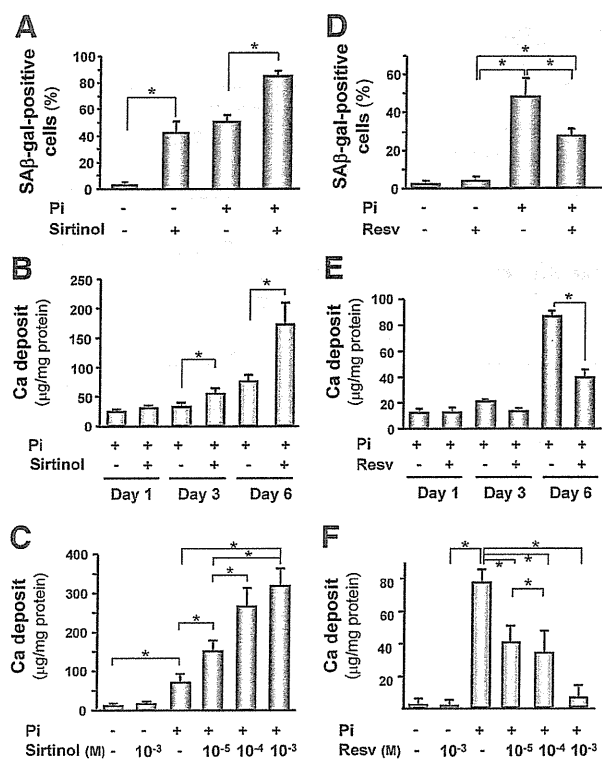 A
SAβ-gal-positive
cells (%)
100
80
60
40
20
0
Pi - - + +
Sirtinol - + - +
D
SAβ-gal-positive
cells (%)
60
40
20
0
Pi - - + +
Resv - + - +
* * * * *
B
Ca deposit
(μg/mg protein)
250
200
150
100
50
0
* *
Pi + + + + + +
Sirtinol - + - + - +
Day 1 Day 3 Day 6
E
Ca deposit
(μg/mg protein)
100
80
60
40
20
0
*
Pi + + + + + +
Resv - + - + - +
Day 1 Day 3 Day 6
C
Ca deposit
(μg/mg protein)
400
300
200
100
0
* * * * *
Pi - - + + + +
Sirtinol (M) - 10⁻³ - 10⁻⁵ 10⁻⁴ 10⁻³
F
Ca deposit
(μg/mg protein)
80
60
40
20
* * * * *
Pi - - + + + +
Resv (M) - 10⁻³ - 10⁻⁵ 10⁻⁴ 10⁻³